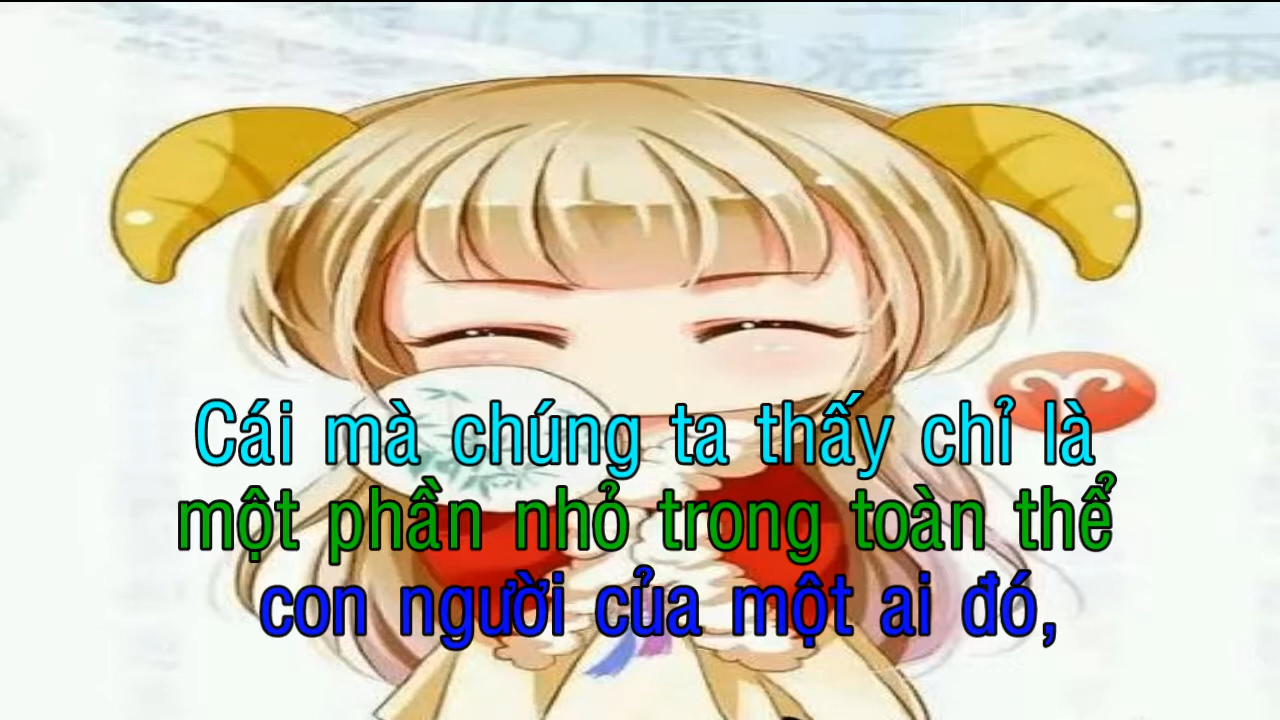 Cái mà chúng ta thấy chỉ là
một phần nhỏ trong toàn thể
con người của một ai đó,